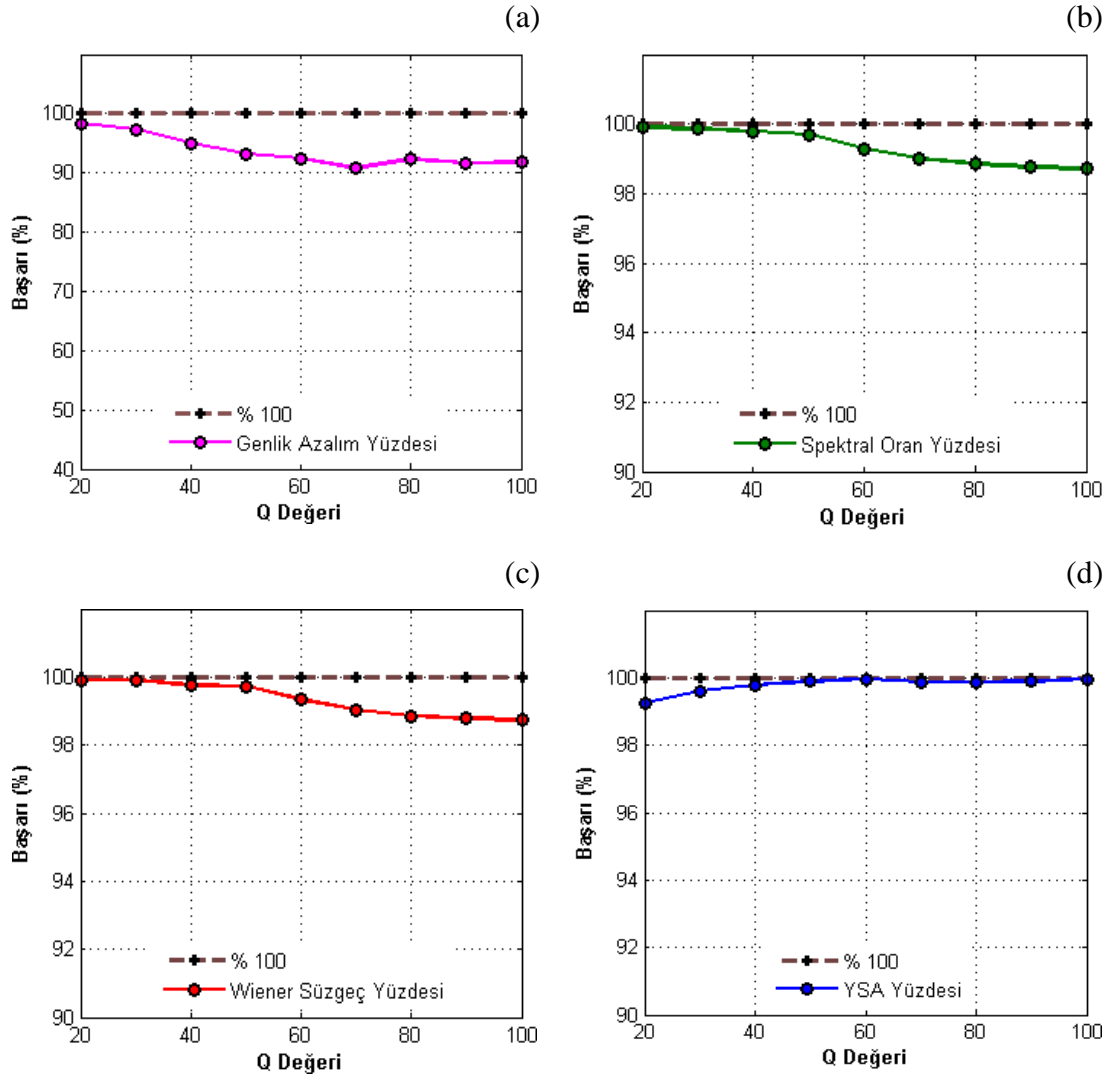 (a)
100
90
80
70
60
50
40
Başarı (%)
% 100
Genlik Azalım Yüzdesi
20 40 60 80 100
Q Değeri
(b)
100
98
96
94
92
90
Başarı (%)
% 100
Spektral Oran Yüzdesi
20 40 60 80 100
Q Değeri
(c)
100
98
96
94
92
90
Başarı (%)
% 100
Wiener Süzgeç Yüzdesi
20 40 60 80 100
Q Değeri
(d)
100
98
96
94
92
90
Başarı (%)
% 100
YSA Yüzdesi
20 40 60 80 100
Q Değeri